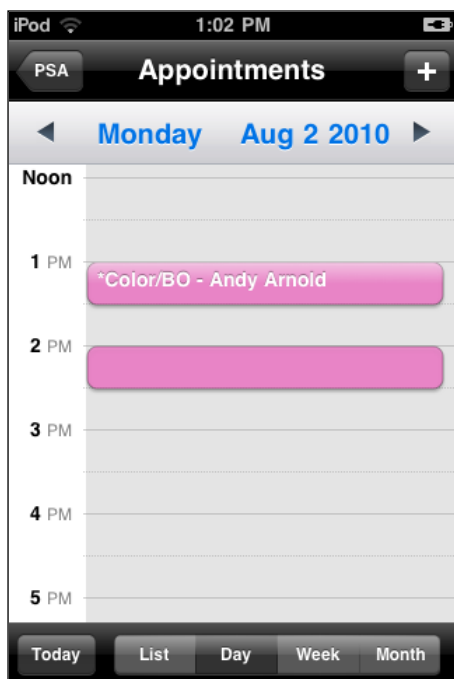 iPod 1:02 PM
PSA Appointments +
Monday Aug 2 2010
Noon
1 PM
*Color/BO - Andy Arnold
2 PM
3 PM
4 PM
5 PM
Today List Day Week Month